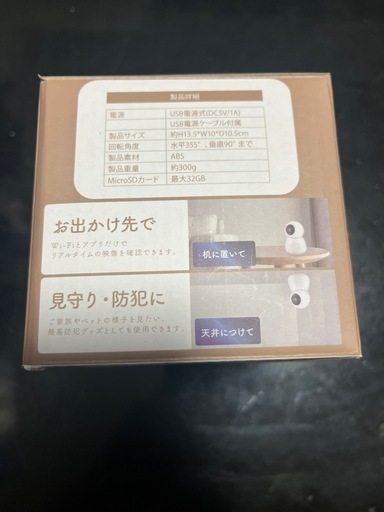 製品詳細
電源 USB電源式(DC5V/1A)
USB電源ケーブル付属
製品サイズ 約H13.5*W10*D10.5cm
回転角度 水平355°、垂直90°まで
製品素材 ABS
製品重量 約300g
MicroSDカード 最大32GB
お出かけ先で
Wi-Fiとアプリだけで
リアルタイムの映像を確認できます。
机に置いて
見守り・防犯に
ご家族やペットの様子を見たい、
簡易防犯グッズとしても使用できます。
天井につけて